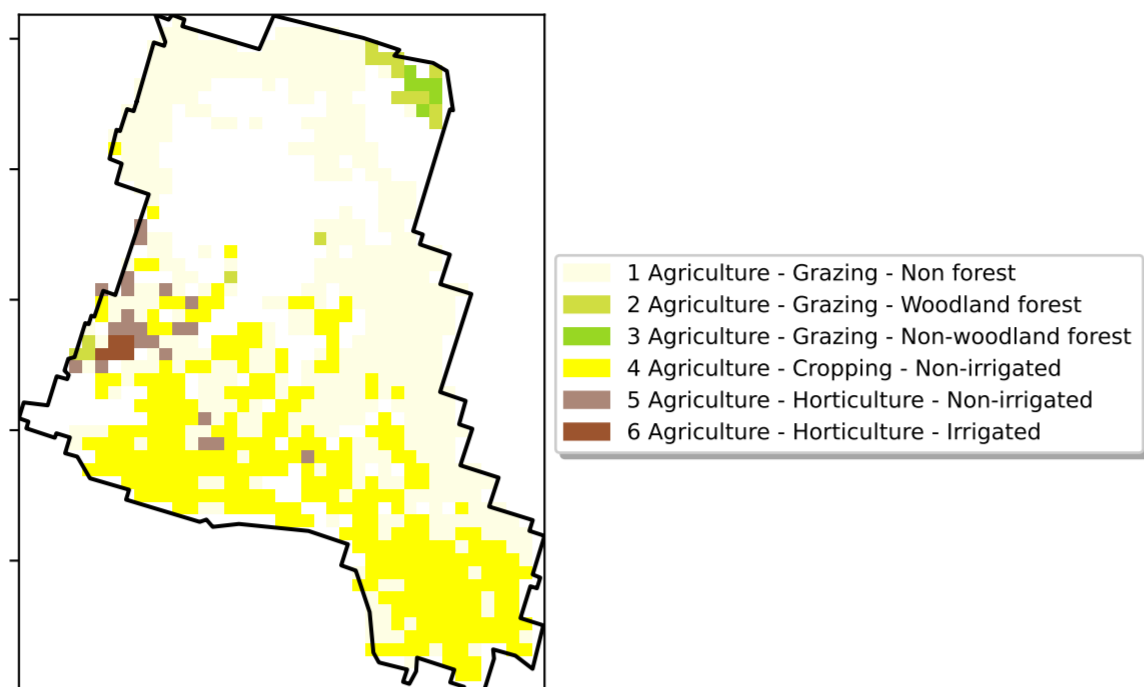 1 Agriculture - Grazing - Non forest
2 Agriculture - Grazing - Woodland forest
3 Agriculture - Grazing - Non-woodland forest
4 Agriculture - Cropping - Non-irrigated
5 Agriculture - Horticulture - Non-irrigated
6 Agriculture - Horticulture - Irrigated